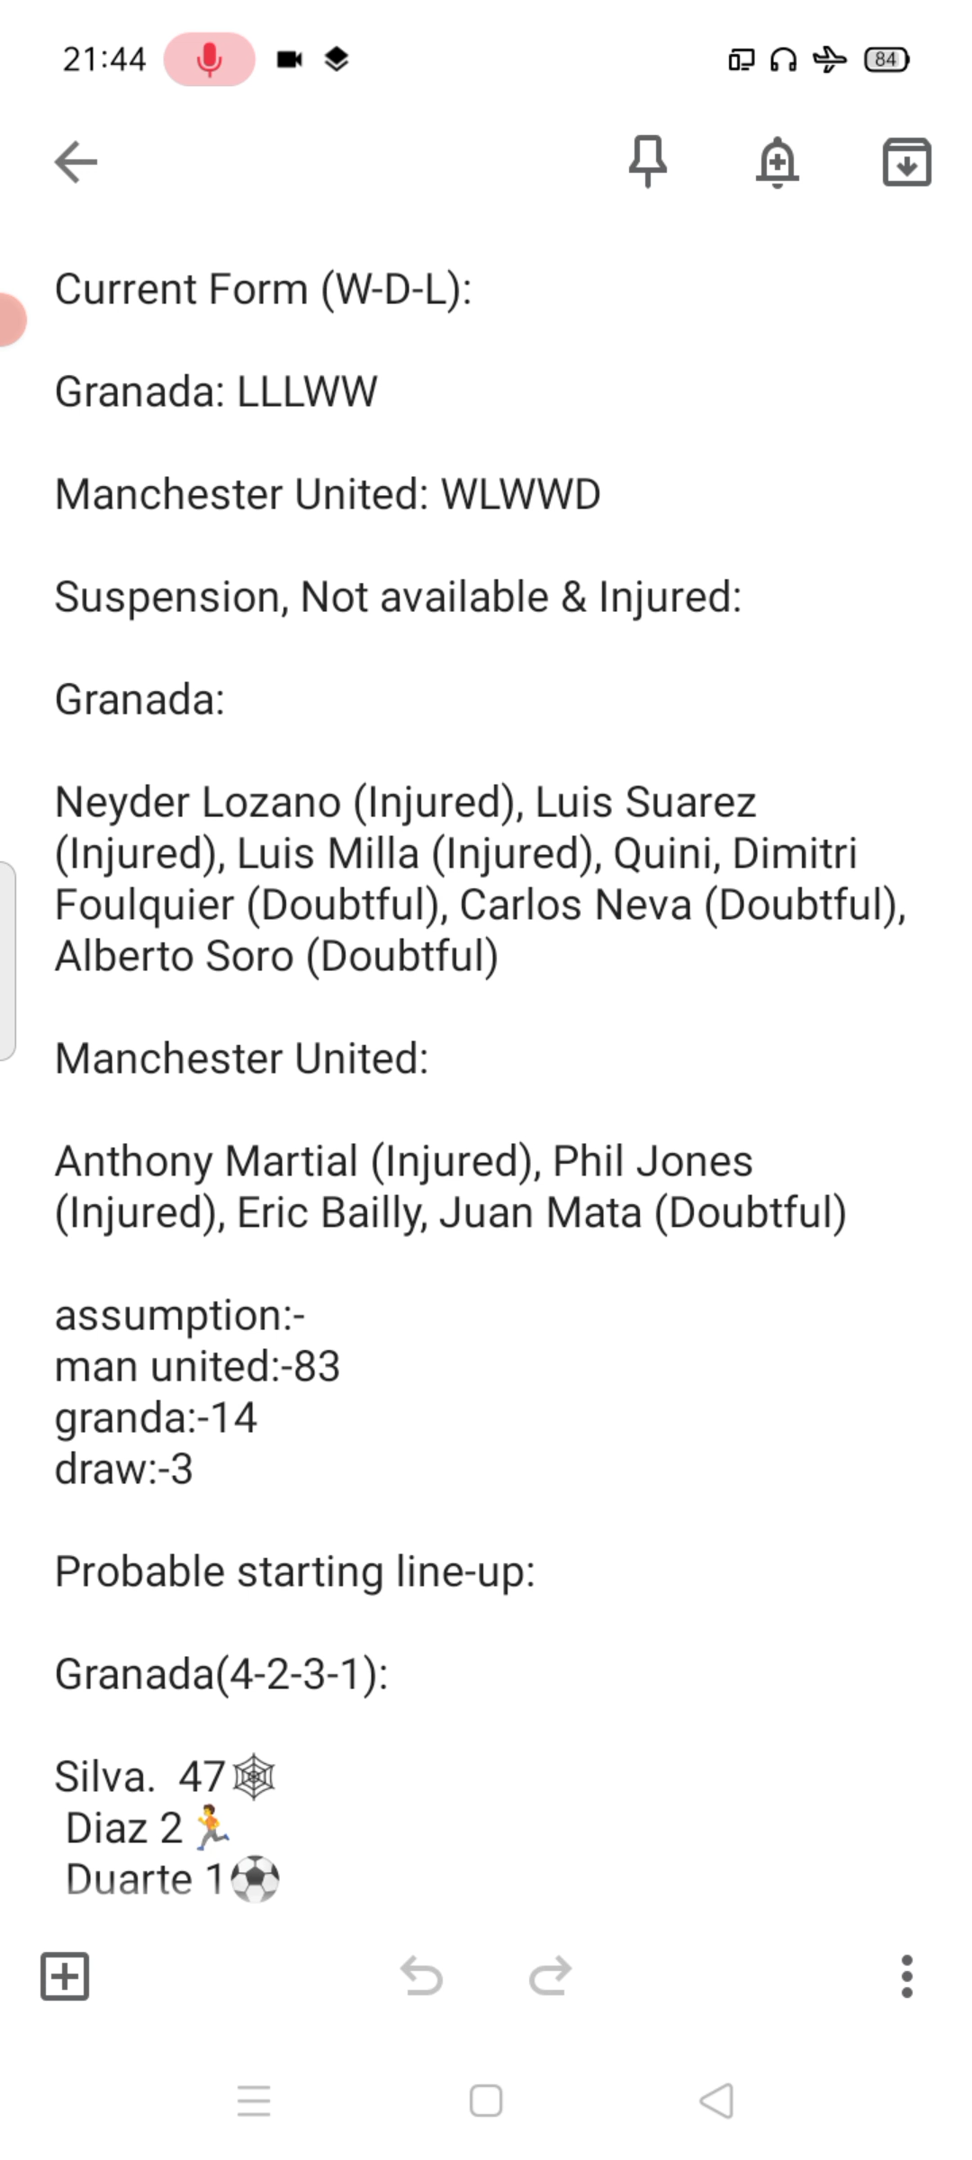 21:44
84
Current Form (W-D-L):
Granada: LLLWW
Manchester United: WLWWD
Suspension, Not available & Injured:
Granada:
Neyder Lozano (Injured), Luis Suarez
(Injured), Luis Milla (Injured), Quini, Dimitri
Foulquier (Doubtful), Carlos Neva (Doubtful),
Alberto Soro (Doubtful)
Manchester United:
Anthony Martial (Injured), Phil Jones
(Injured), Eric Bailly, Juan Mata (Doubtful)
assumption:-
man united:-83
granda:-14
draw:-3
Probable starting line-up:
Granada(4-2-3-1):
Silva.  47🕸
Diaz 2🏃
Duarte 1⚽